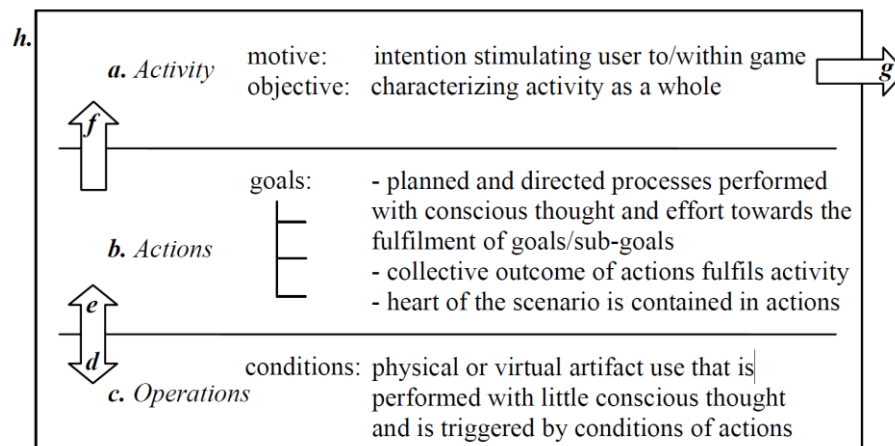 h.
a. Activity
motive: intention stimulating user to/within game
objective: characterizing activity as a whole
g
f
goals: - planned and directed processes performed
with conscious thought and effort towards the
fulfilment of goals/sub-goals
b. Actions
- collective outcome of actions fulfils activity
- heart of the scenario is contained in actions
e
d
conditions: physical or virtual artifact use that is
c. Operations
performed with little conscious thought
and is triggered by conditions of actions